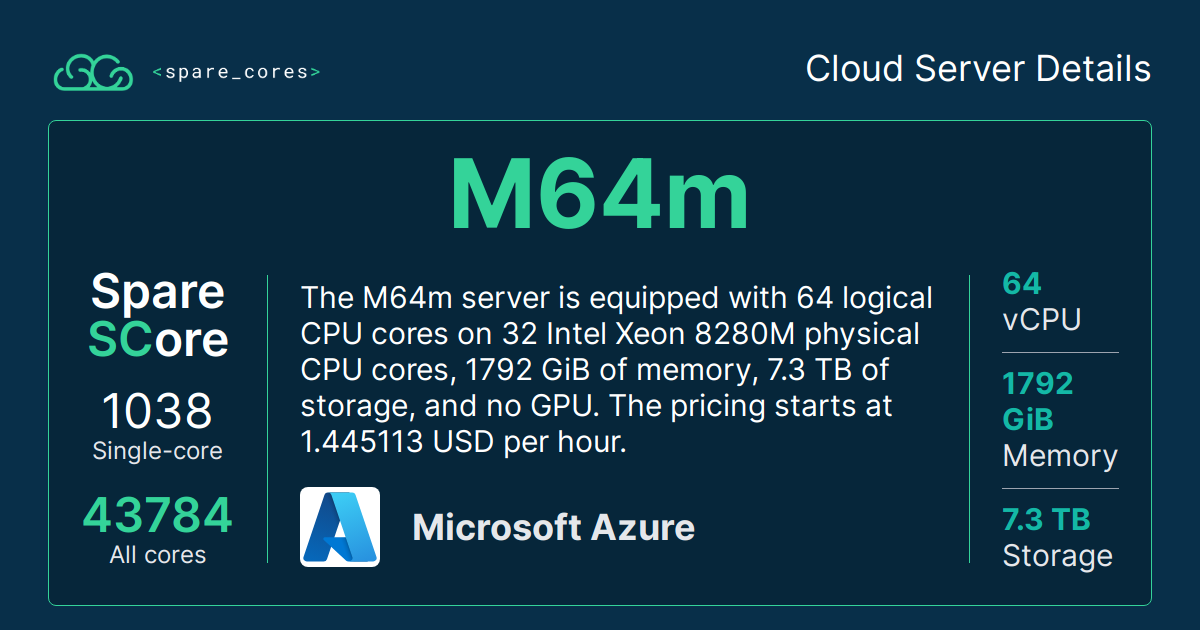 <spare_cores>
Cloud Server Details
M64m
Spare
SCore
1038
Single-core
43784
All cores
The M64m server is equipped with 64 logical
CPU cores on 32 Intel Xeon 8280M physical
CPU cores, 1792 GiB of memory, 7.3 TB of
storage, and no GPU. The pricing starts at
1.445113 USD per hour.
Microsoft Azure
64
vCPU
1792
GiB
Memory
7.3 TB
Storage